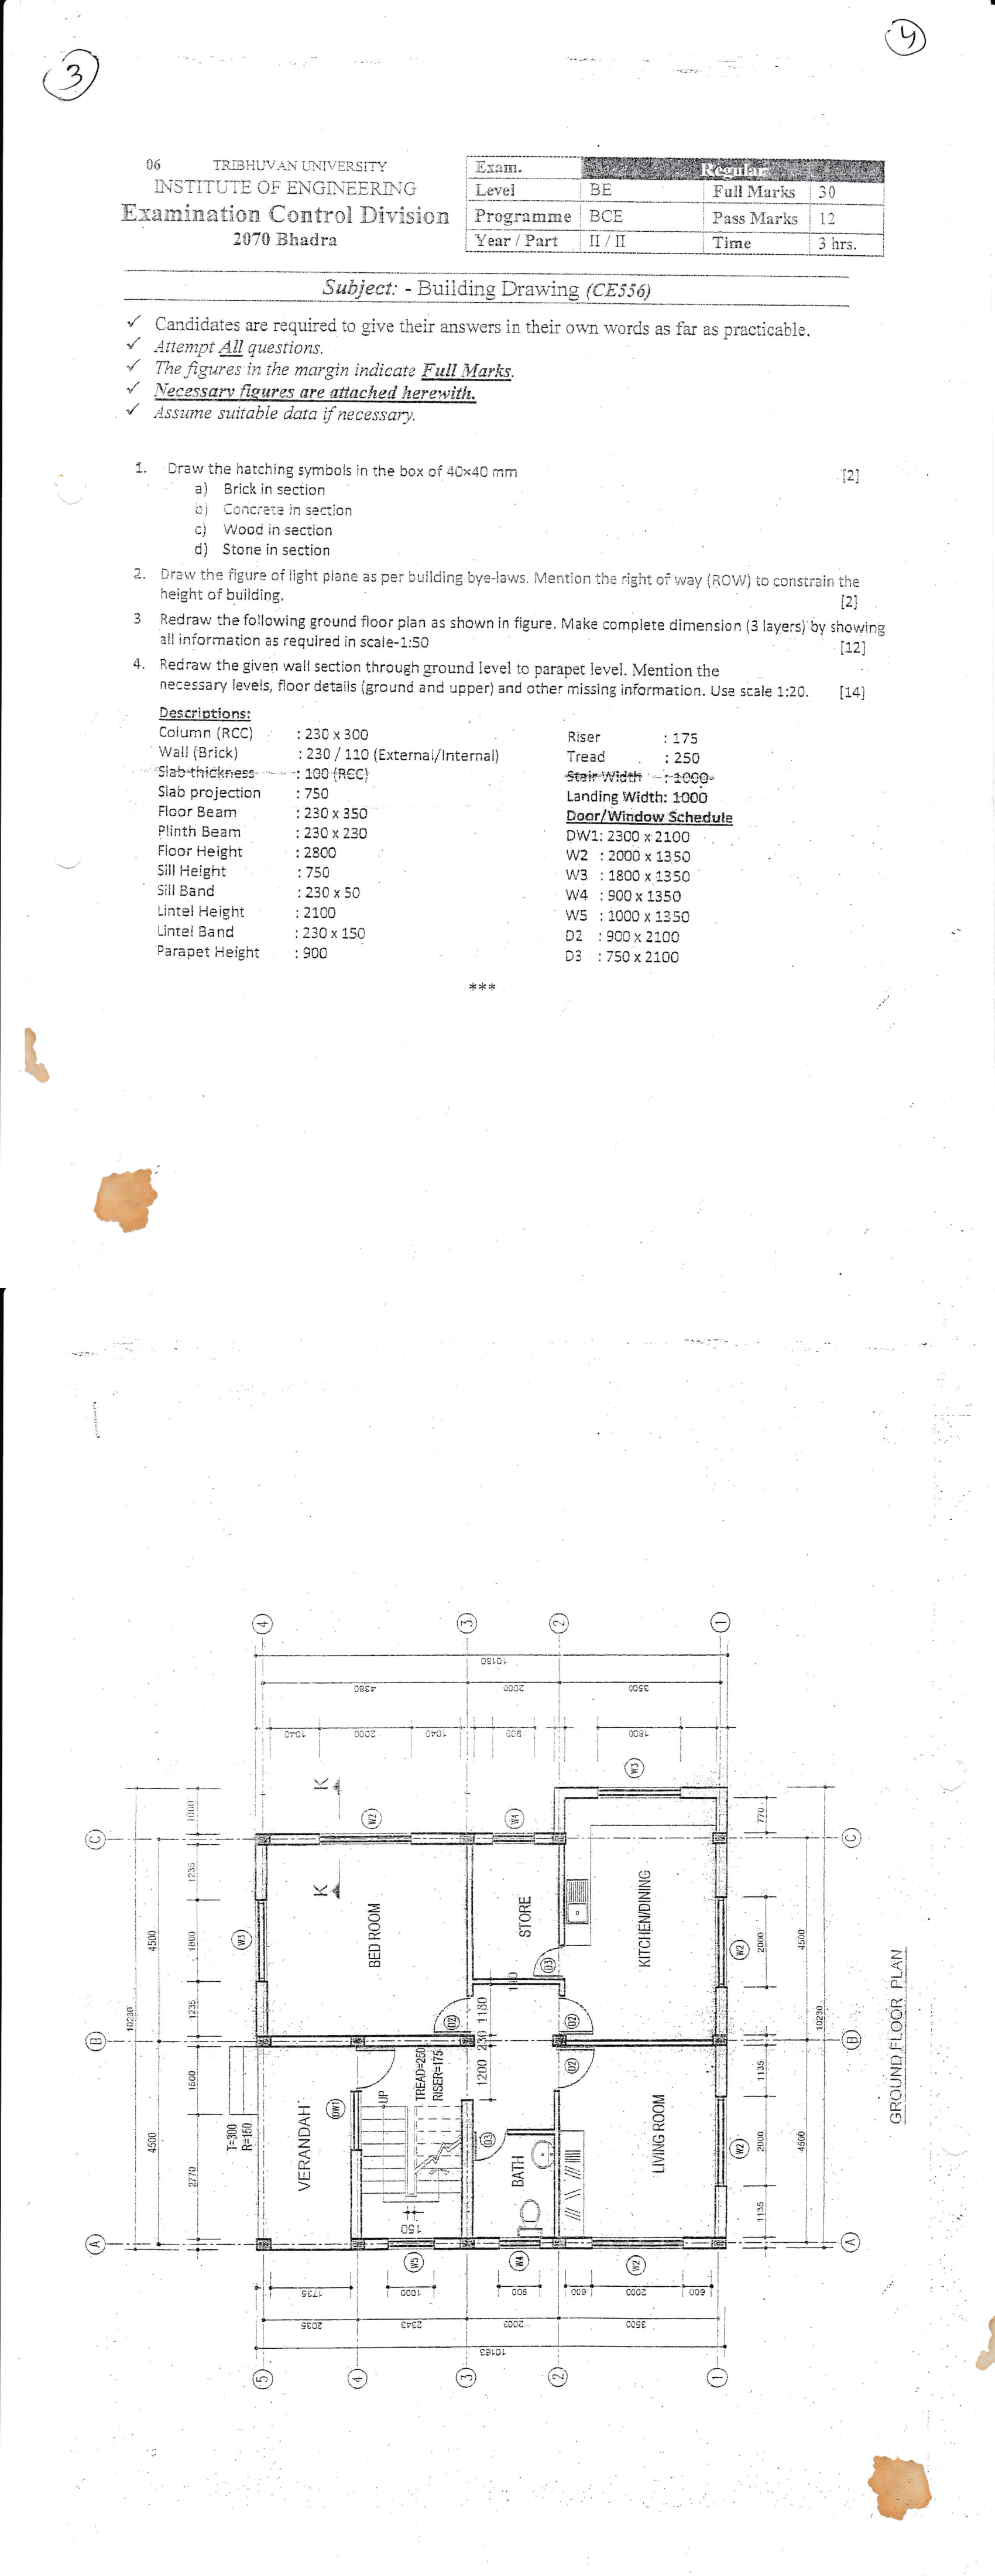 3
4
06 TRIBHUVAN UNIVERSITY
INSTITUTE OF ENGINEERING
Examination Control Division
2070 Bhadra
Exam. Regular
Level BE Full Marks 30
Programme BCE Pass Marks 12
Year / Part II / II Time 3 hrs.
Subject: - Building Drawing (CE556)
✓ Candidates are required to give their answers in their own words as far as practicable.
✓ Attempt All questions.
✓ The figures in the margin indicate Full Marks.
✓ Necessary figures are attached herewith.
✓ Assume suitable data if necessary.
1. Draw the hatching symbols in the box of 40×40 mm [2]
a) Brick in section
b) Concrete in section
c) Wood in section
d) Stone in section
2. Draw the figure of light plane as per building bye-laws. Mention the right of way (ROW) to constrain the
height of building. [2]
3 Redraw the following ground floor plan as shown in figure. Make complete dimension (3 layers) by showing
all information as required in scale-1:50 [12]
4. Redraw the given wall section through ground level to parapet level. Mention the
necessary levels, floor details (ground and upper) and other missing information. Use scale 1:20. [14]
Descriptions:
Column (RCC) : 230 x 300
Wall (Brick) : 230 / 110 (External/Internal)
Slab thickness : 100 (RCC)
Slab projection : 750
Floor Beam : 230 x 350
Plinth Beam : 230 x 230
Floor Height : 2800
Sill Height : 750
Sill Band : 230 x 50
Lintel Height : 2100
Lintel Band : 230 x 150
Parapet Height : 900
Riser : 175
Tread : 250
Stair Width : 1000
Landing Width: 1000
Door/Window Schedule
DW1: 2300 x 2100
W2 : 2000 x 1350
W3 : 1800 x 1350
W4 : 900 x 1350
W5 : 1000 x 1350
D2 : 900 x 2100
D3 : 750 x 2100
***
4
3
2
1
10180
4380
2000
3500
1040
2000
1040
900
1800
C
B
A
10230
4500
4500
1000
1235
1800
1235
1500
2770
K
K
W2
W4
W3
W3
BED ROOM
STORE
KITCHEN/DINING
D3
D2
D2
D2
D3
1160
230
1200
TREAD=250
RISER=175
UP
DW1
VERANDAH
T=300
R=150
150
BATH
LIVING ROOM
W5
W4
W2
W2
W2
770
2000
1135
2000
1135
4500
4500
10230
C
B
A
1735
1000
900
600
2000
600
2035
2343
2003
3500
10183
5
4
3
2
1
GROUND FLOOR PLAN